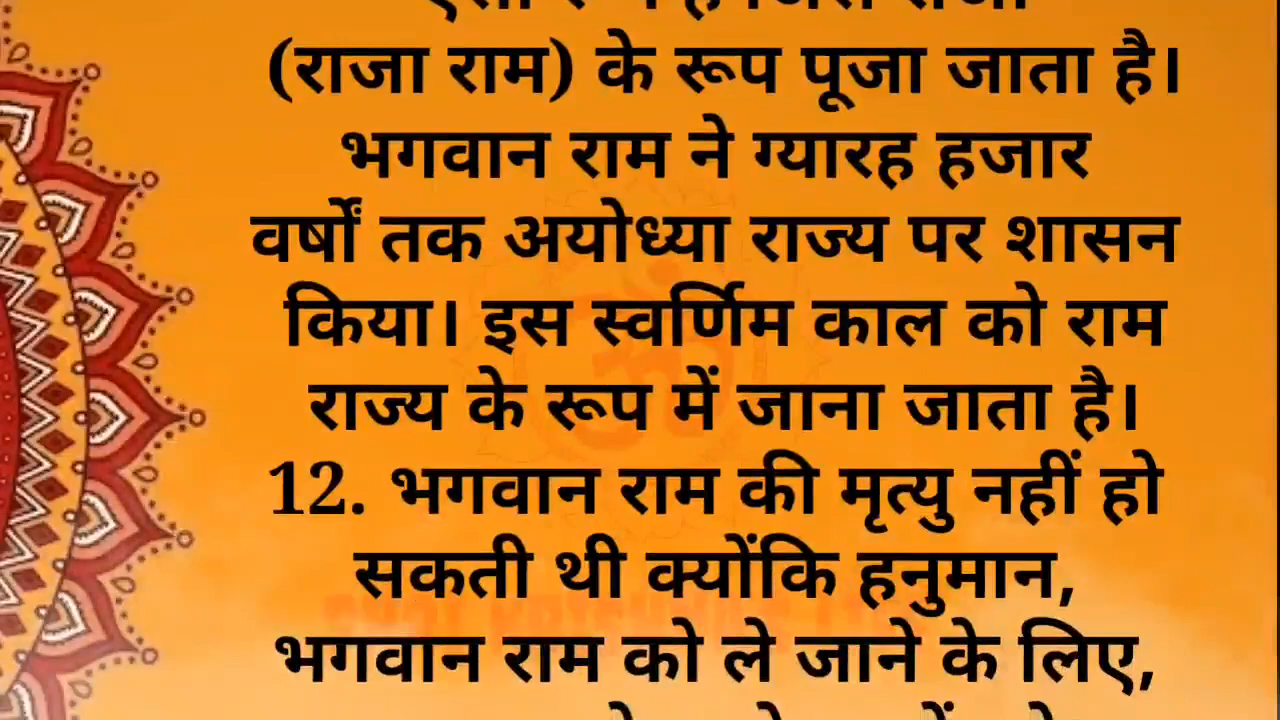 (राजा राम) के रूप पूजा जाता है।
भगवान राम ने ग्यारह हजार
वर्षों तक अयोध्या राज्य पर शासन
किया। इस स्वर्णिम काल को राम
राज्य के रूप में जाना जाता है।
12. भगवान राम की मृत्यु नहीं हो
सकती थी क्योंकि हनुमान,
भगवान राम को ले जाने के लिए,